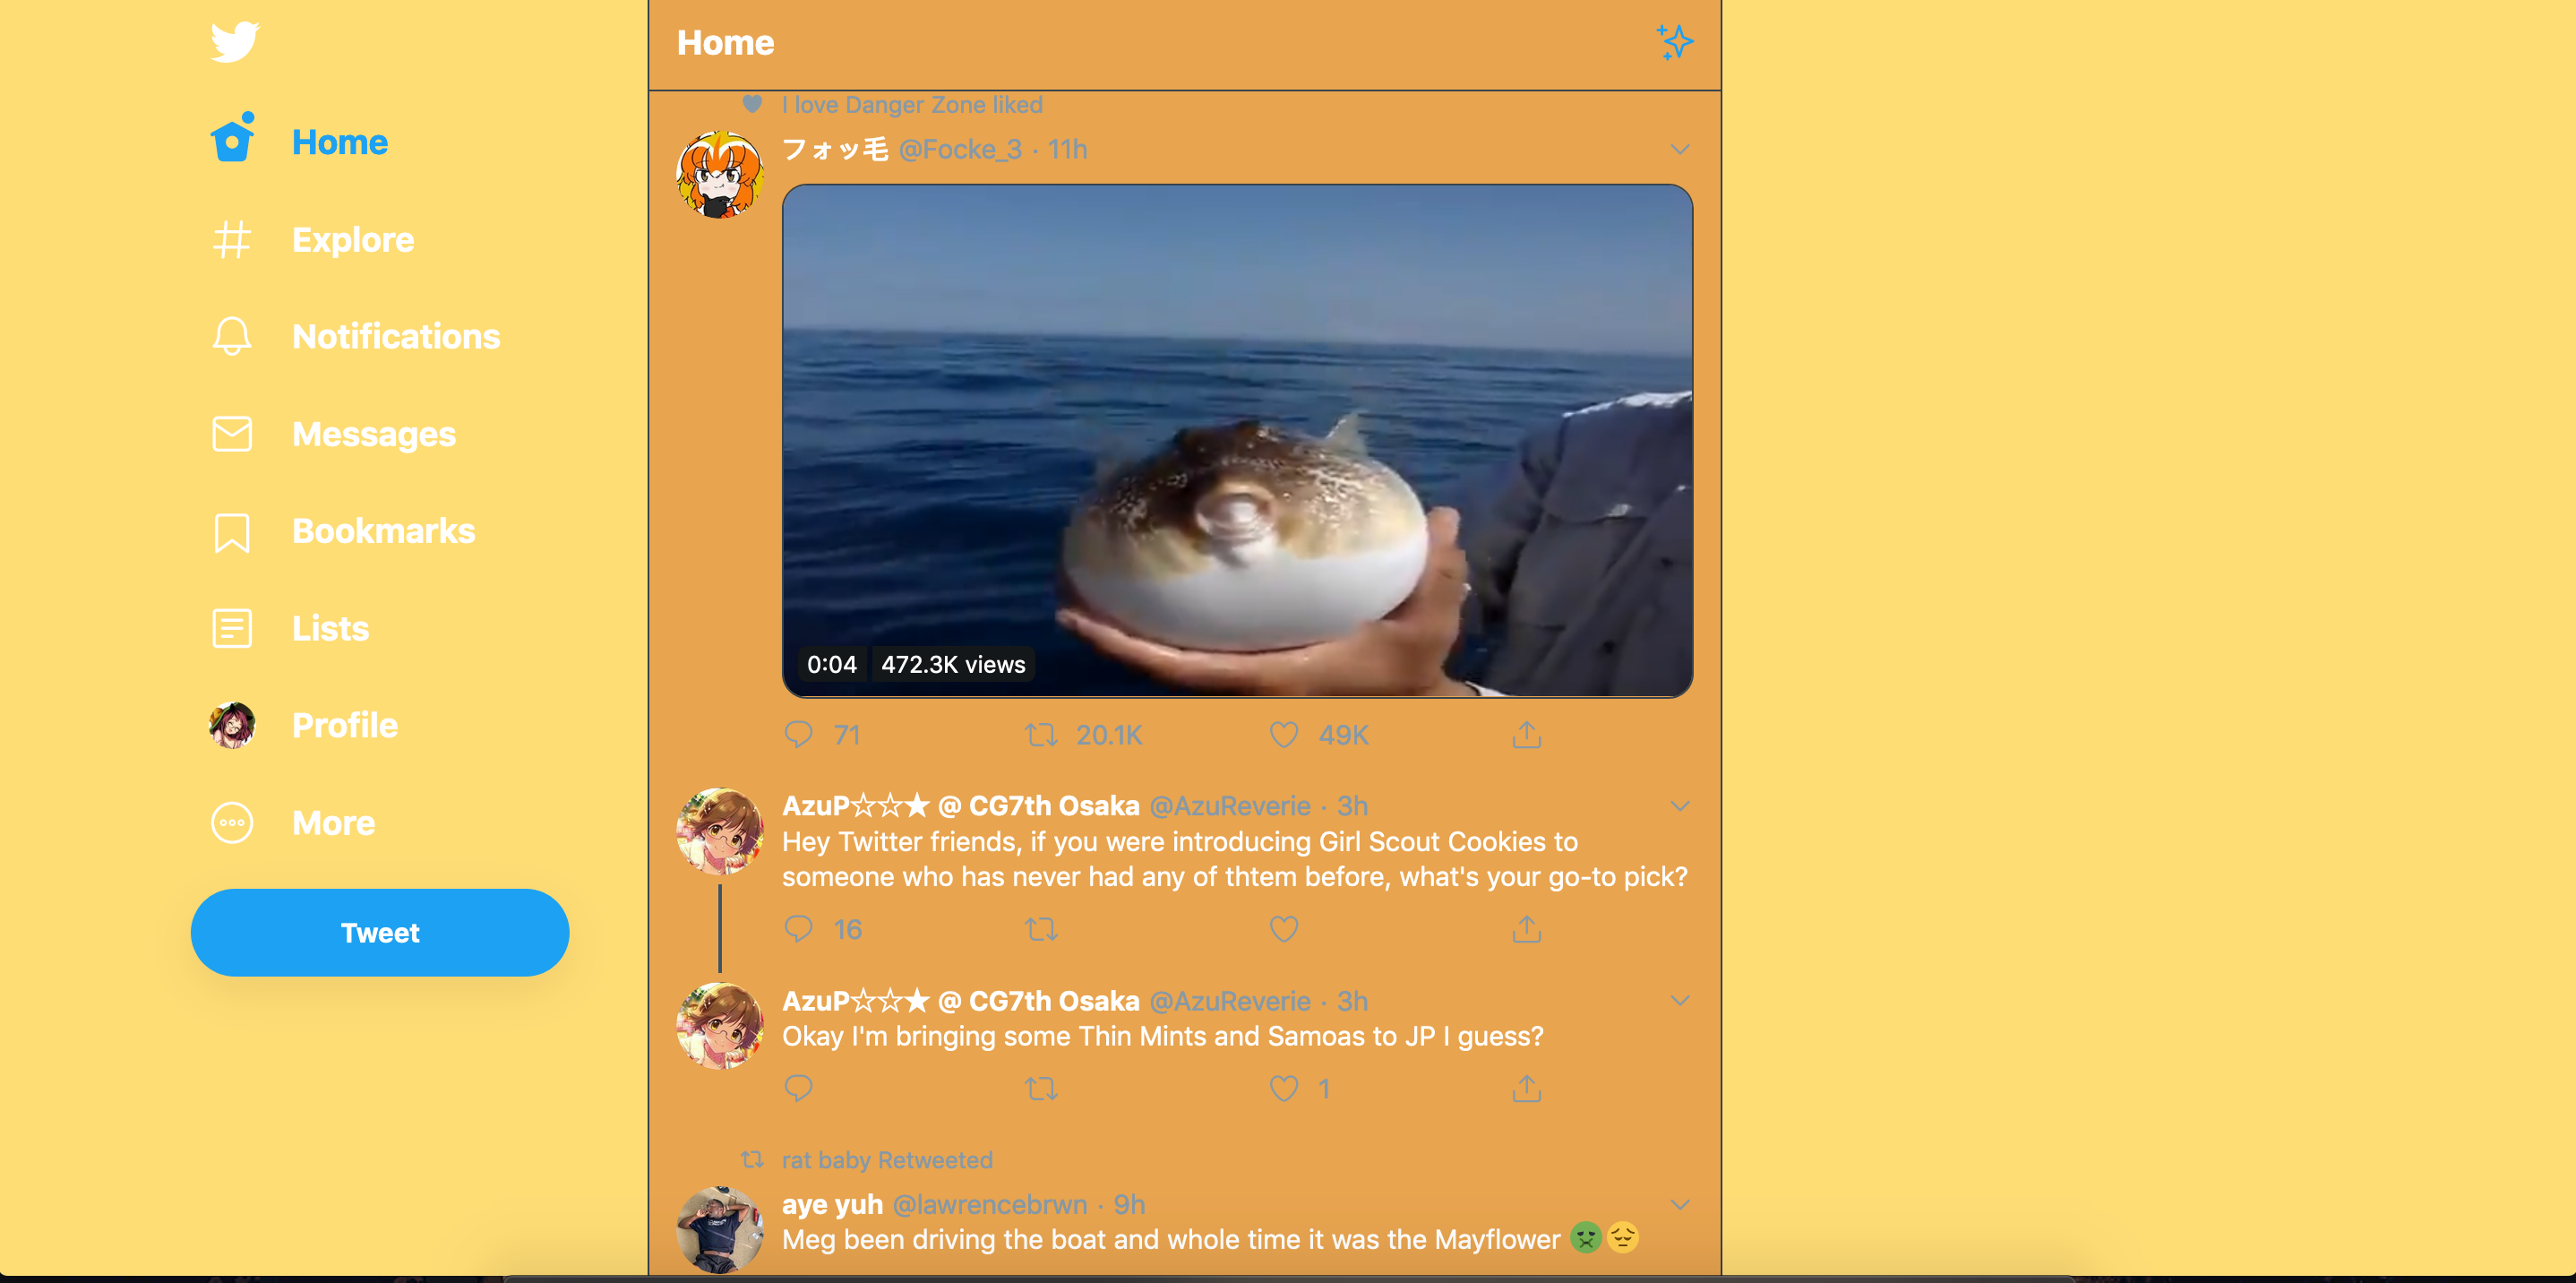 Home
Explore
Notifications
Messages
Bookmarks
Lists
Profile
More
Tweet
Home
I love Danger Zone liked
フォッ毛 @Focke_3 · 11h
0:04 472.3K views
71 20.1K 49K
AzuP☆☆★ @ CG7th Osaka @AzuReverie · 3h
Hey Twitter friends, if you were introducing Girl Scout Cookies to
someone who has never had any of thtem before, what's your go-to pick?
16
AzuP☆☆★ @ CG7th Osaka @AzuReverie · 3h
Okay I'm bringing some Thin Mints and Samoas to JP I guess?
1
rat baby Retweeted
aye yuh @lawrencebrwn · 9h
Meg been driving the boat and whole time it was the Mayflower 🤢😔